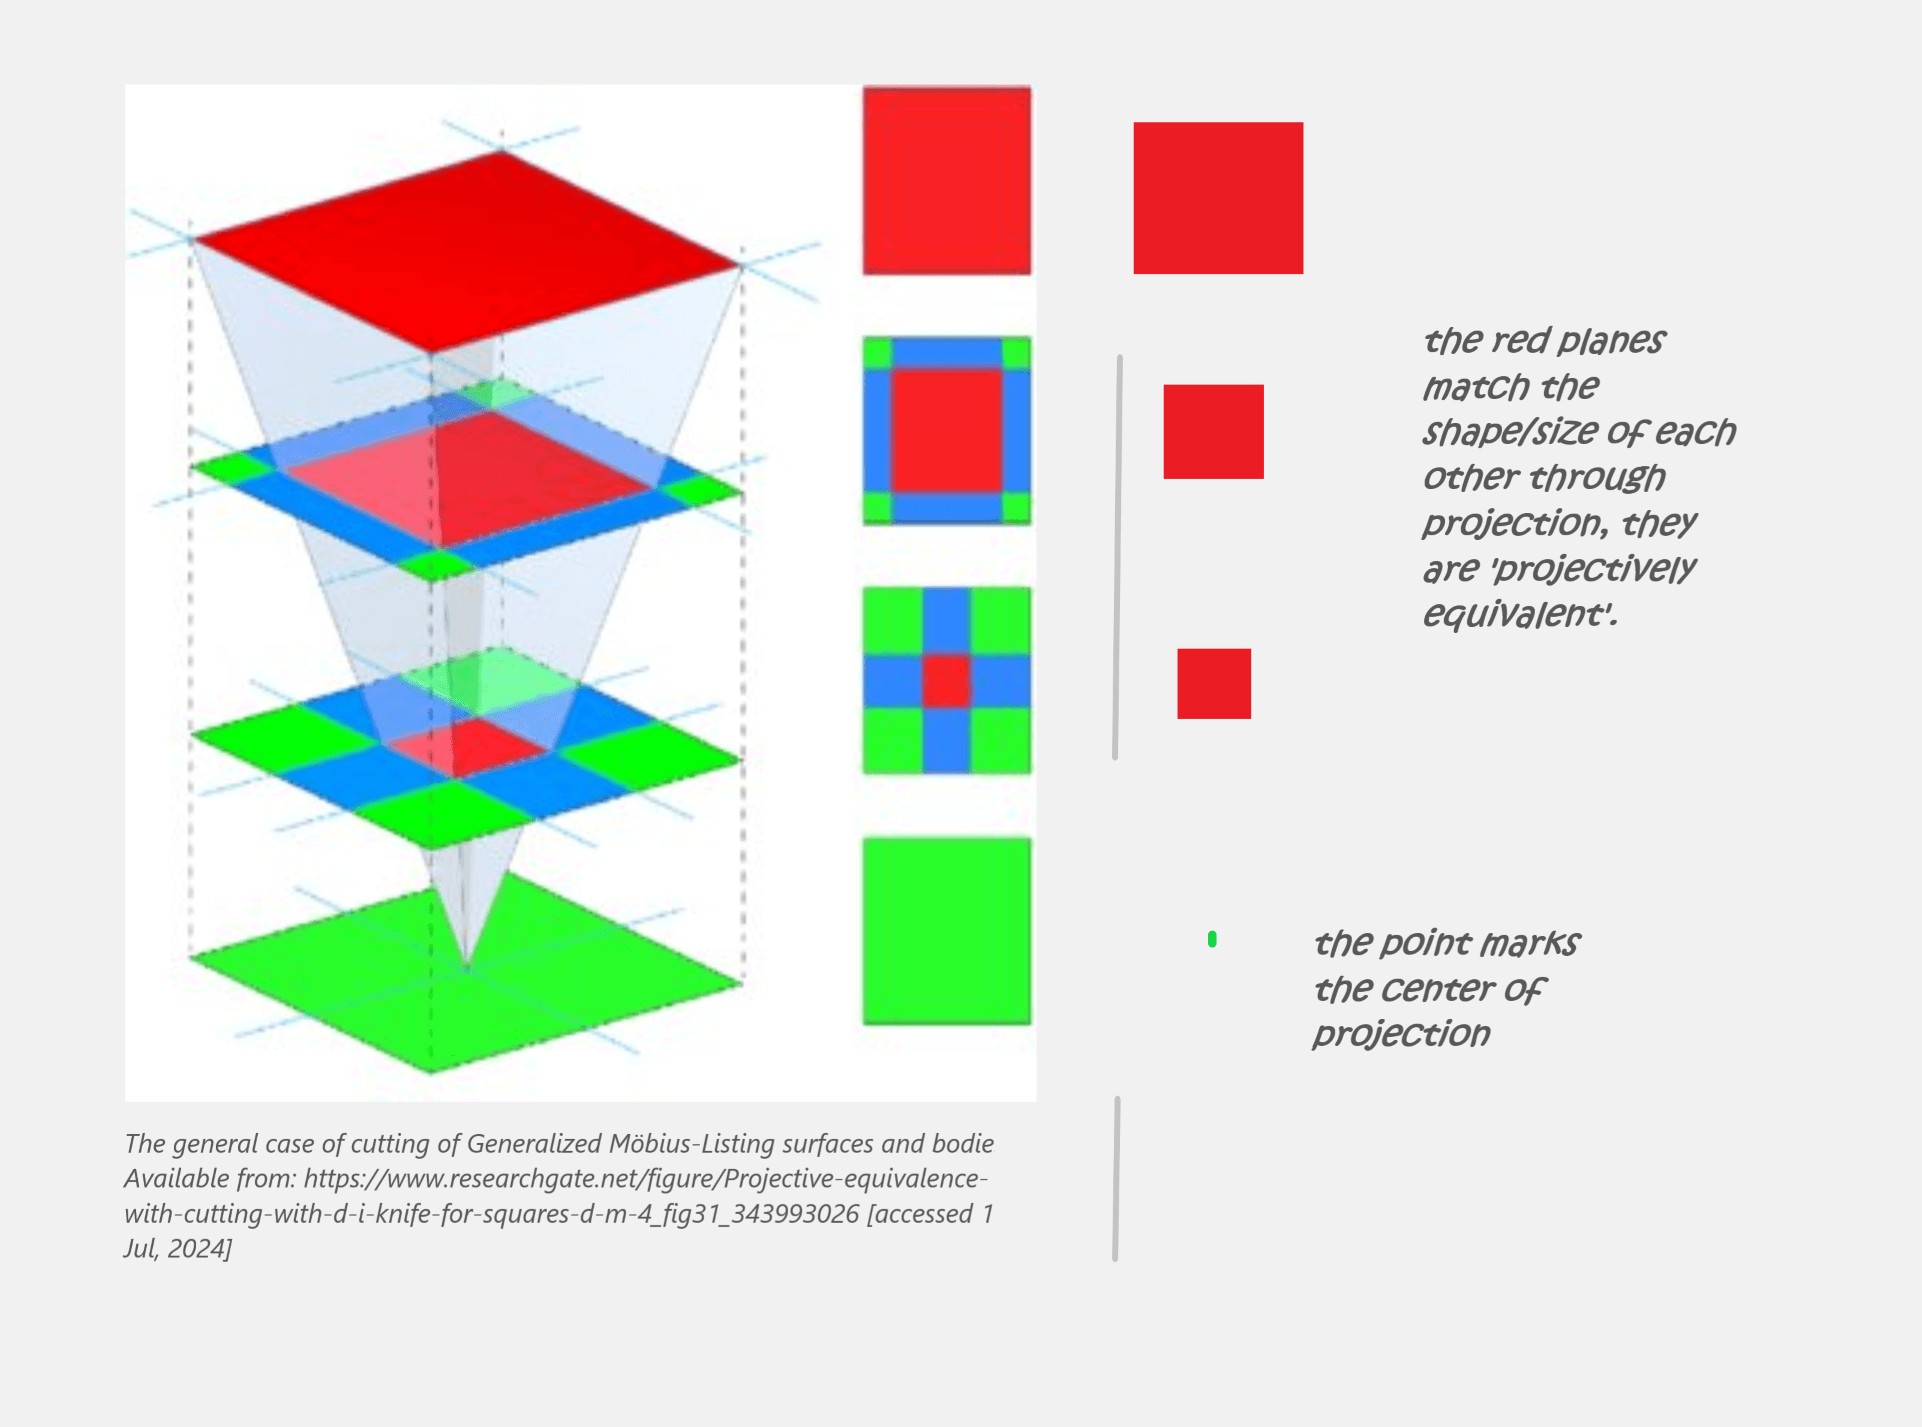 the red planes
match the
shape/size of each
other through
projection, they
are 'projectively
equivalent'.
the point marks
the center of
projection
The general case of cutting of Generalized Möbius-Listing surfaces and bodie
Available from: https://www.researchgate.net/figure/Projective-equivalence-
with-cutting-with-d-i-knife-for-squares-d-m-4_fig31_343993026 [accessed 1
Jul, 2024]